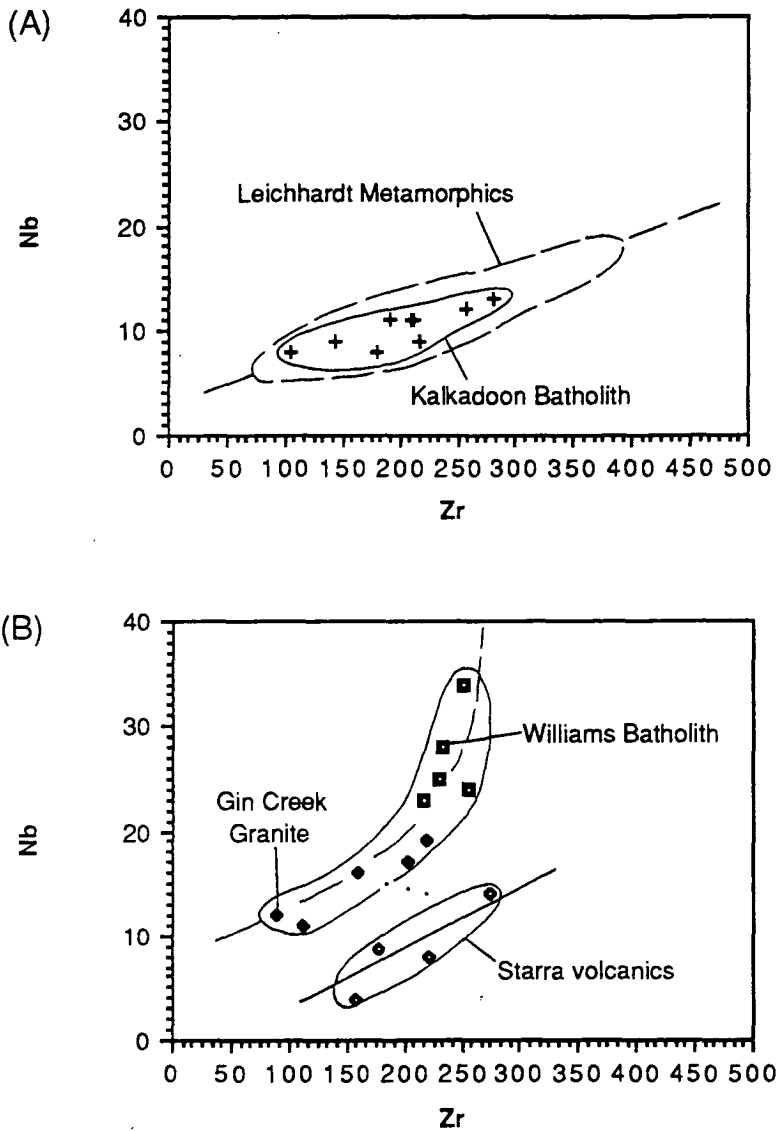 (A)
40
30
20
10
0
Nb
Leichhardt Metamorphics
Kalkadoon Batholith
0 50 100 150 200 250 300 350 400 450 500
Zr
(B)
40
30
20
10
0
Nb
Williams Batholith
Gin Creek
Granite
Starra volcanics
0 50 100 150 200 250 300 350 400 450 500
Zr